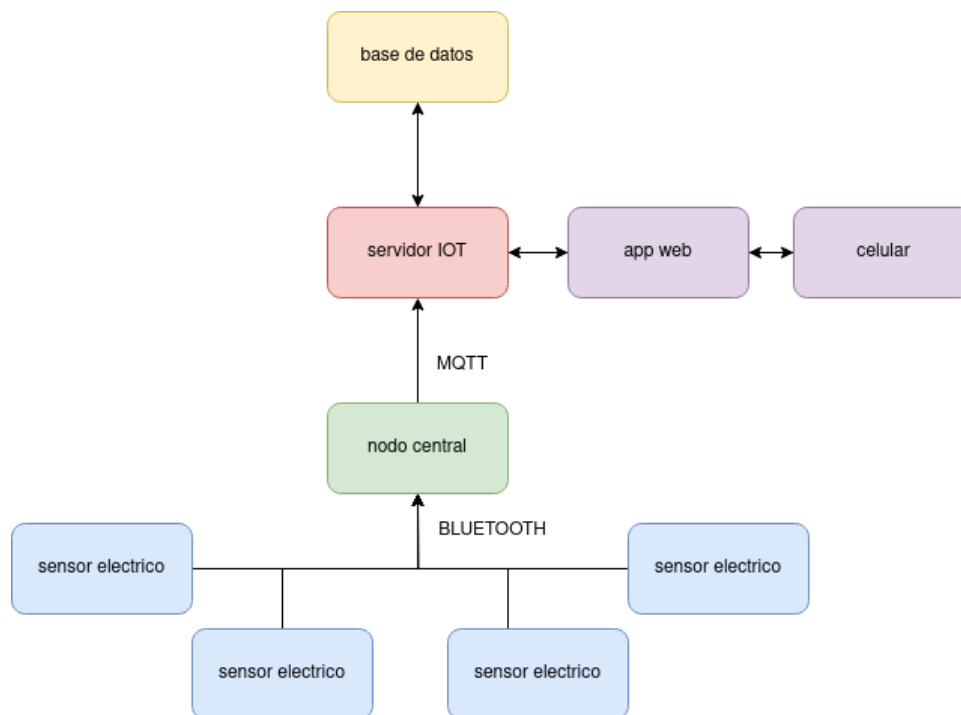 base de datos
servidor IOT
app web
celular
MQTT
nodo central
BLUETOOTH
sensor electrico
sensor electrico
sensor electrico
sensor electrico